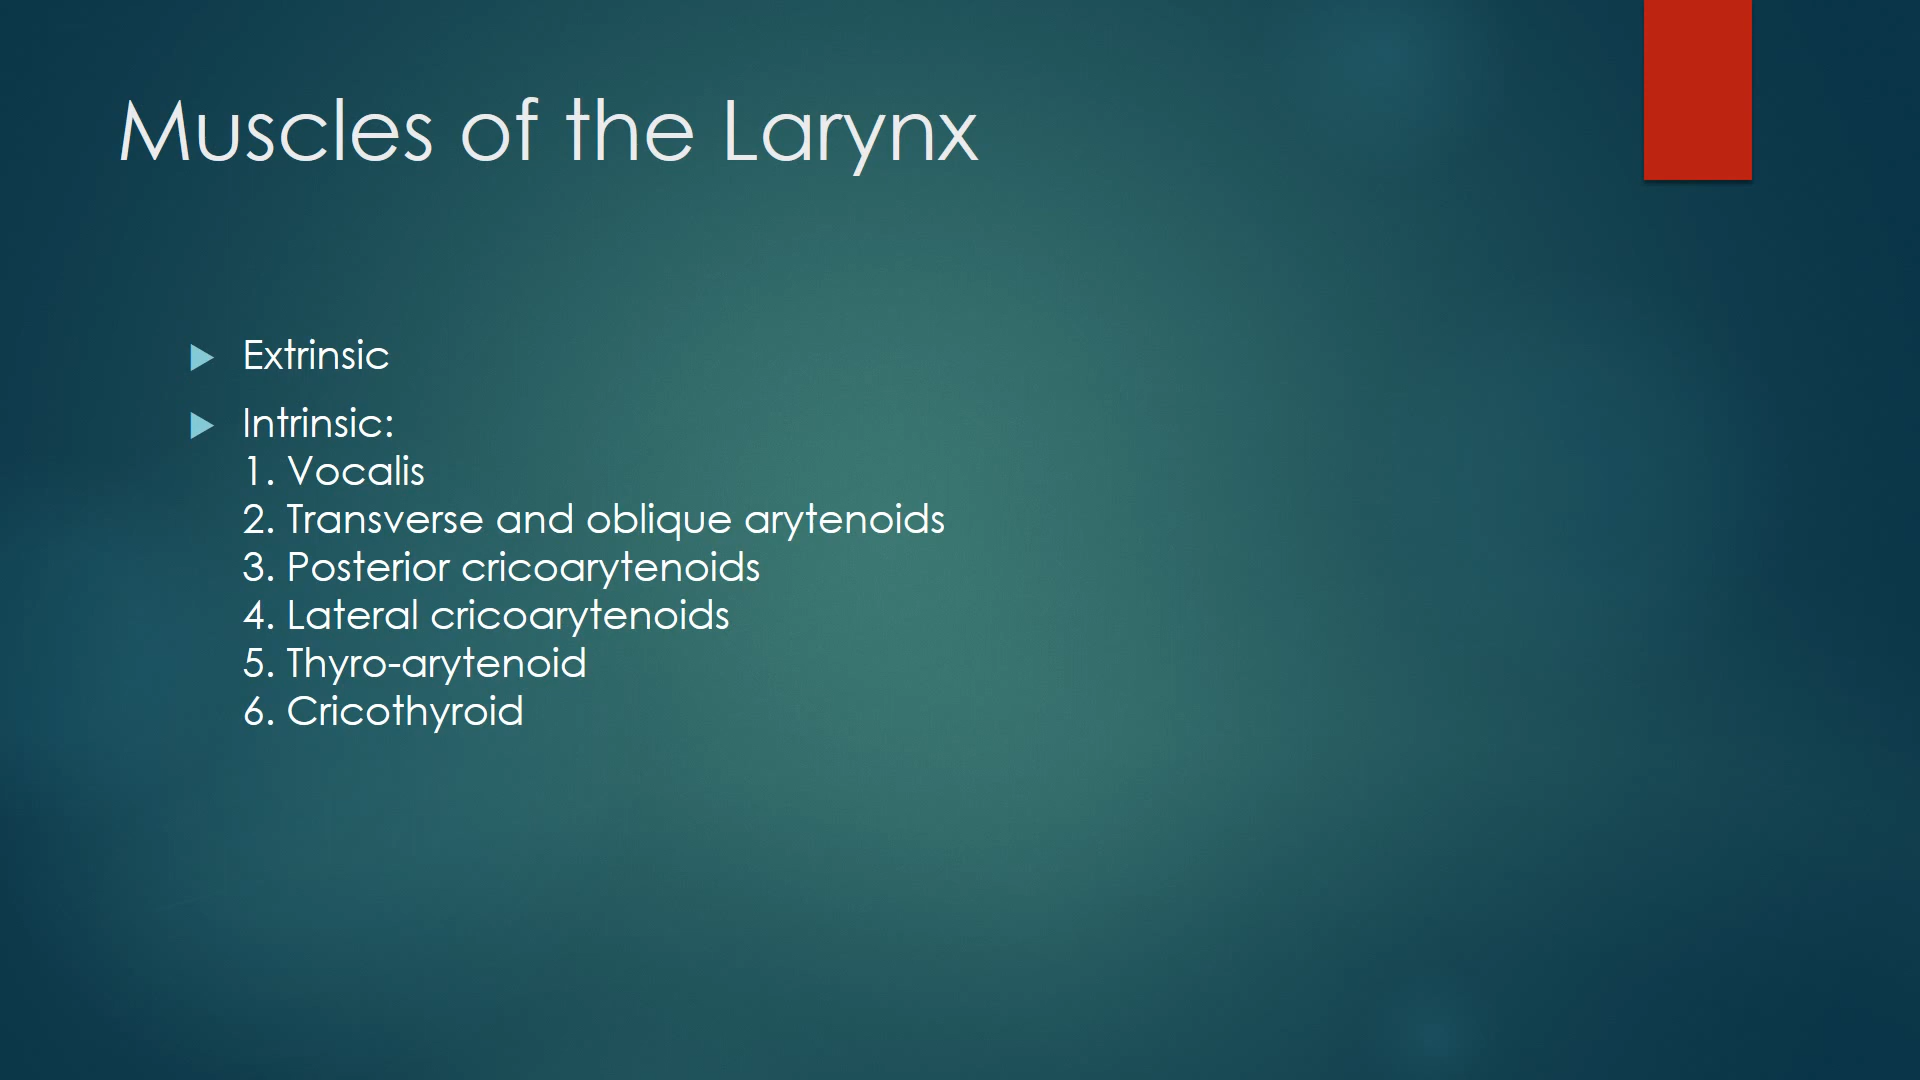 Muscles of the Larynx
Extrinsic
Intrinsic:
1. Vocalis
2. Transverse and oblique arytenoids
3. Posterior cricoarytenoids
4. Lateral cricoarytenoids
5. Thyro-arytenoid
6. Cricothyroid